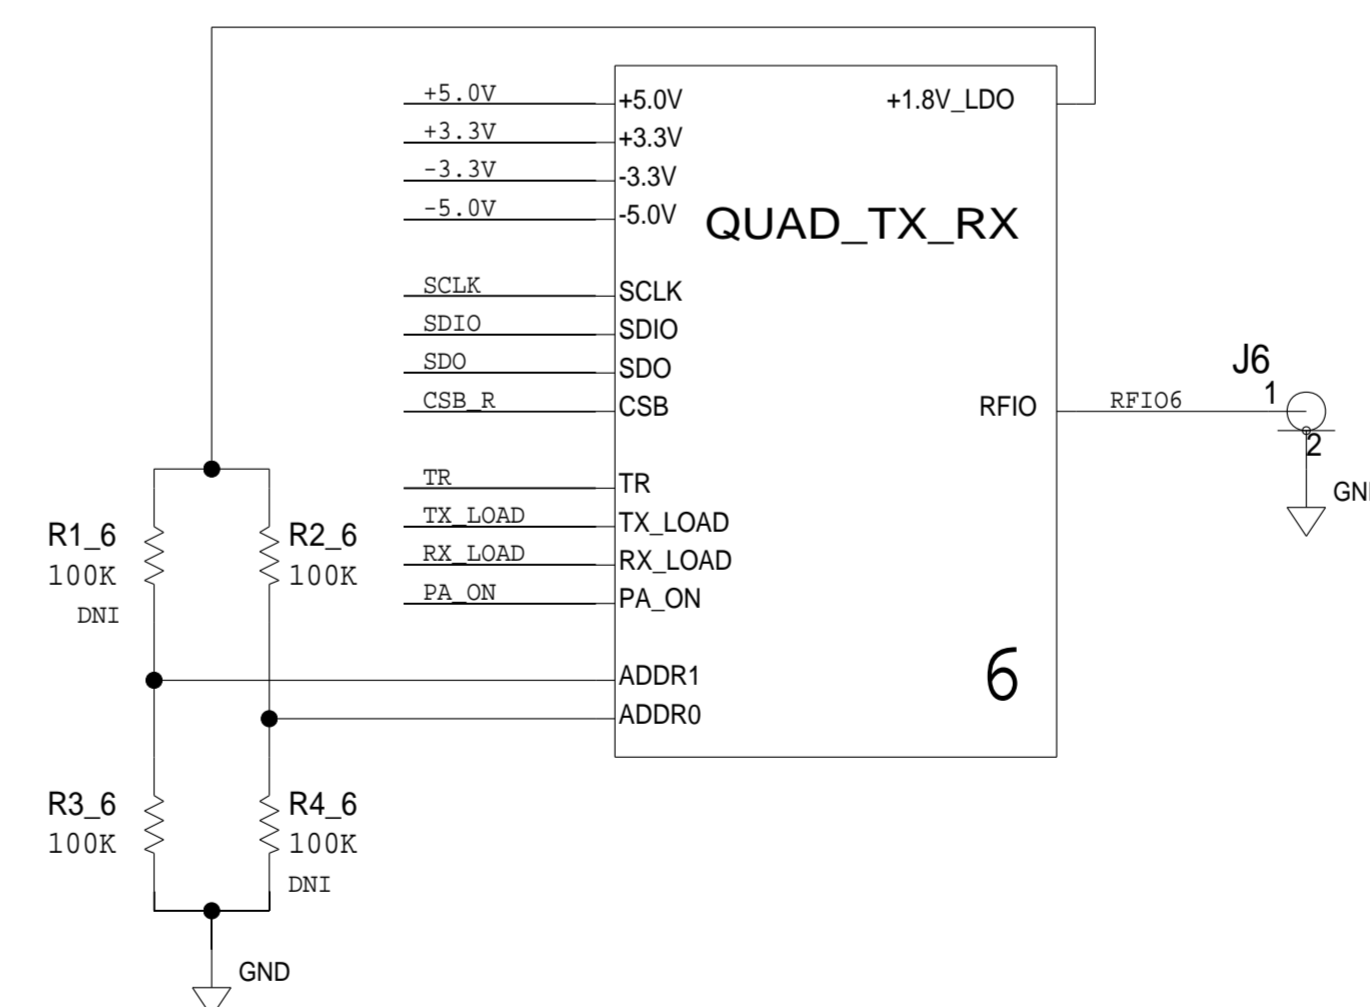 +5.0V
+5.0V
+1.8V_LDO
+3.3V
+3.3V
-3.3V
-3.3V
-5.0V
-5.0V
QUAD_TX_RX
SCLK
SCLK
SDIO
SDIO
SDO
SDO
CSB_R
CSB
RFIO
RFIO6
J6
1
2
GN
TR
TR
TX_LOAD
TX_LOAD
RX_LOAD
RX_LOAD
PA_ON
PA_ON
R1_6
100K
DNI
R2_6
100K
ADDR1
ADDR0
6
R3_6
100K
R4_6
100K
DNI
GND